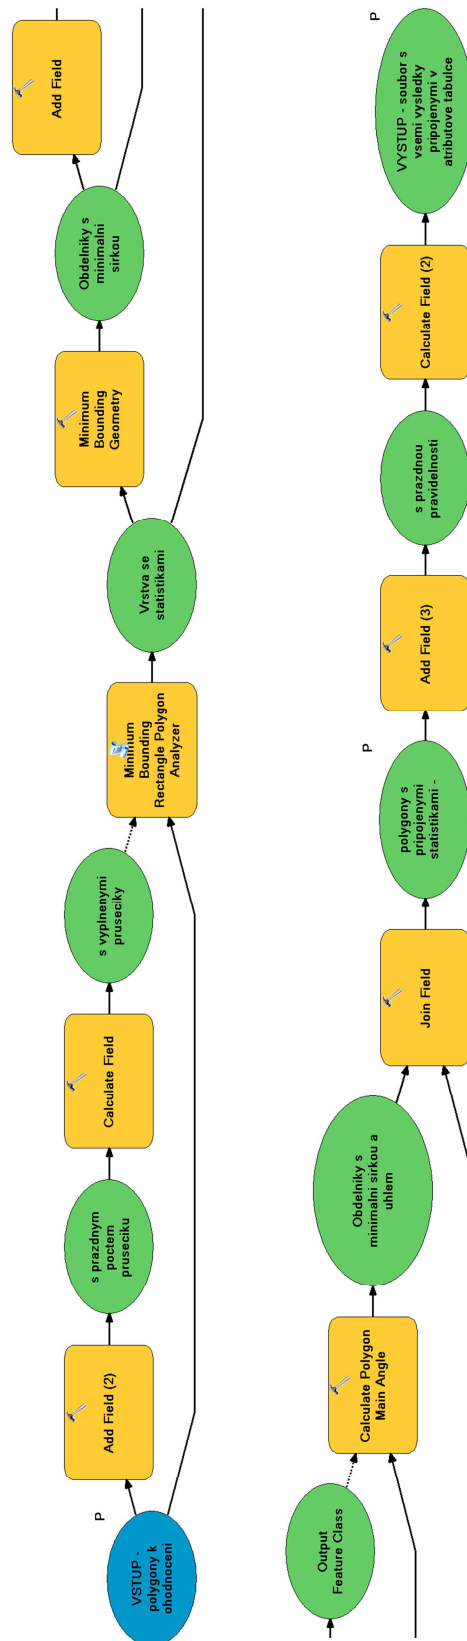 P
VSTUP -
polygony k
ohodnoceni
Add Field (2)
s prazdnym
poctem
pruseciku
Calculate Field
s vyplnenymi
pruseciky
Minimum
Bounding
Rectangle Polygon
Analyzer
Vrstva se
statistikami
Minimum
Bounding
Geometry
Obdelniky s
minimalni
sirkou
Add Field
Output
Feature Class
Calculate Polygon
Main Angle
Obdelniky s
minimalni sirkou a
uhlem
Join Field
P
polygony s
pripojenymi
statistikami -
Add Field (3)
s prazdnou
pravidelnosti
Calculate Field (2)
P
VYSTUP - soubor s
vsemi vysledky
pripojenymi v
atributove tabulce